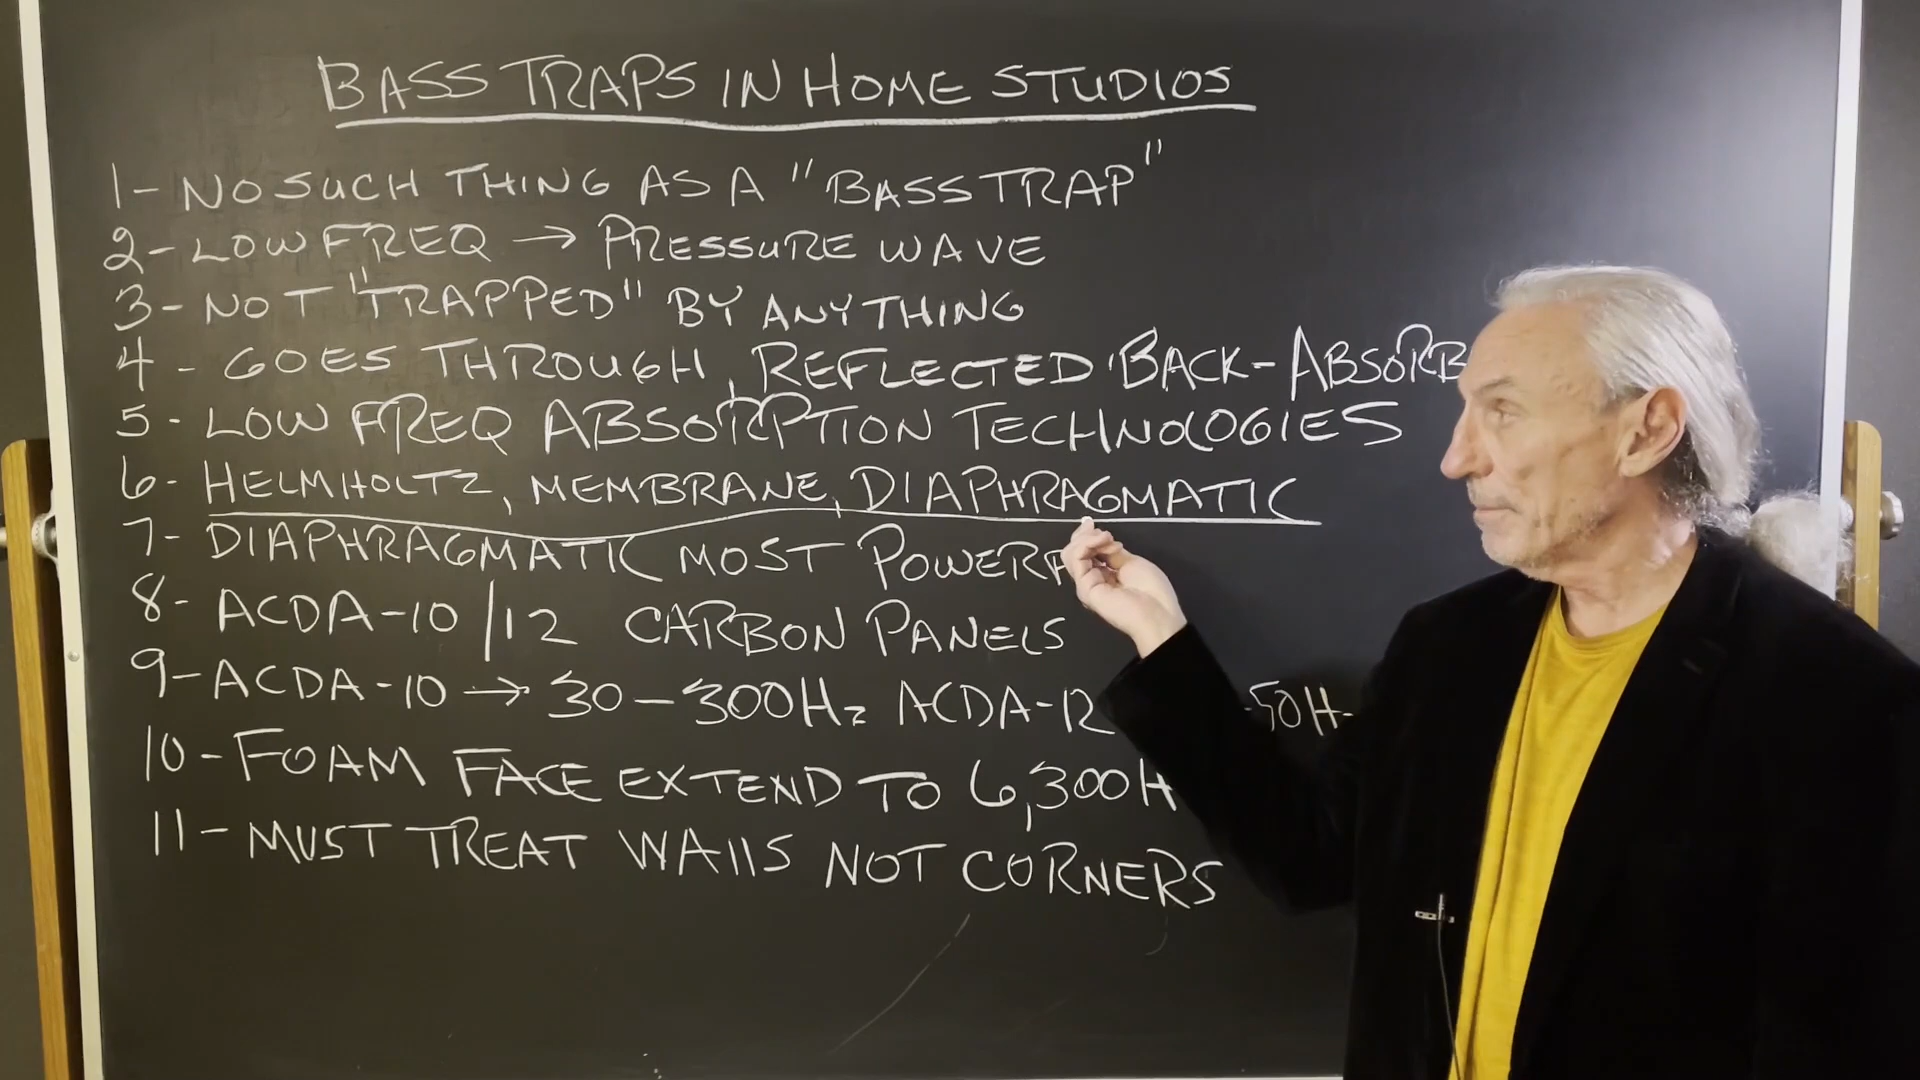 BASS TRAPS IN HOME STUDIOS
1- NO SUCH THING AS A "BASS TRAP"
2- LOW FREQ → PRESSURE WAVE
3- NOT "TRAPPED" BY ANYTHING
4- GOES THROUGH, REFLECTED BACK-ABSORB
5- LOW FREQ ABSORPTION TECHNOLOGIES
6- HELMHOLTZ, MEMBRANE, DIAPHRAGMATIC
7- DIAPHRAGMATIC MOST
8- ACDA-10/12 CARBON PANELS
9- ACDA-10 → 30-300Hz ACDA-12 -50H-
10- FOAM FACE EXTEND TO 6,300H
11- MUST TREAT WAllS NOT CORNERS